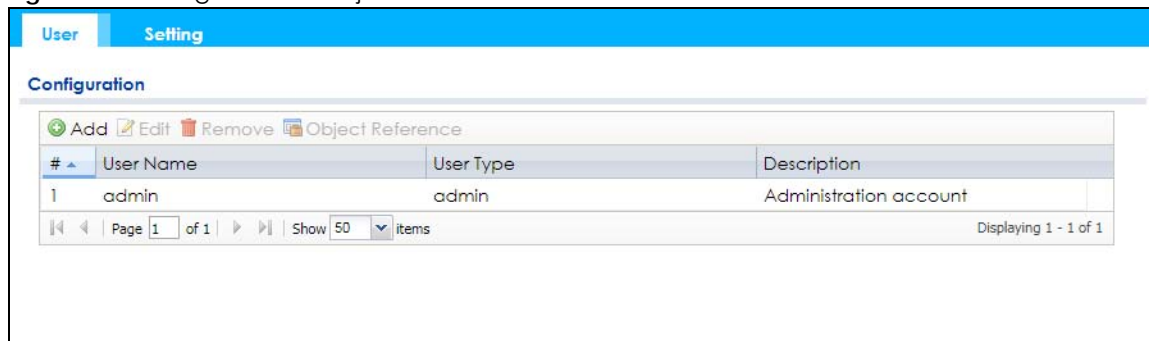 User Setting
Configuration
Add Edit Remove Object Reference
# User Name User Type Description
1 admin admin Administration account
Page 1 of 1 Show 50 items Displaying 1 - 1 of 1